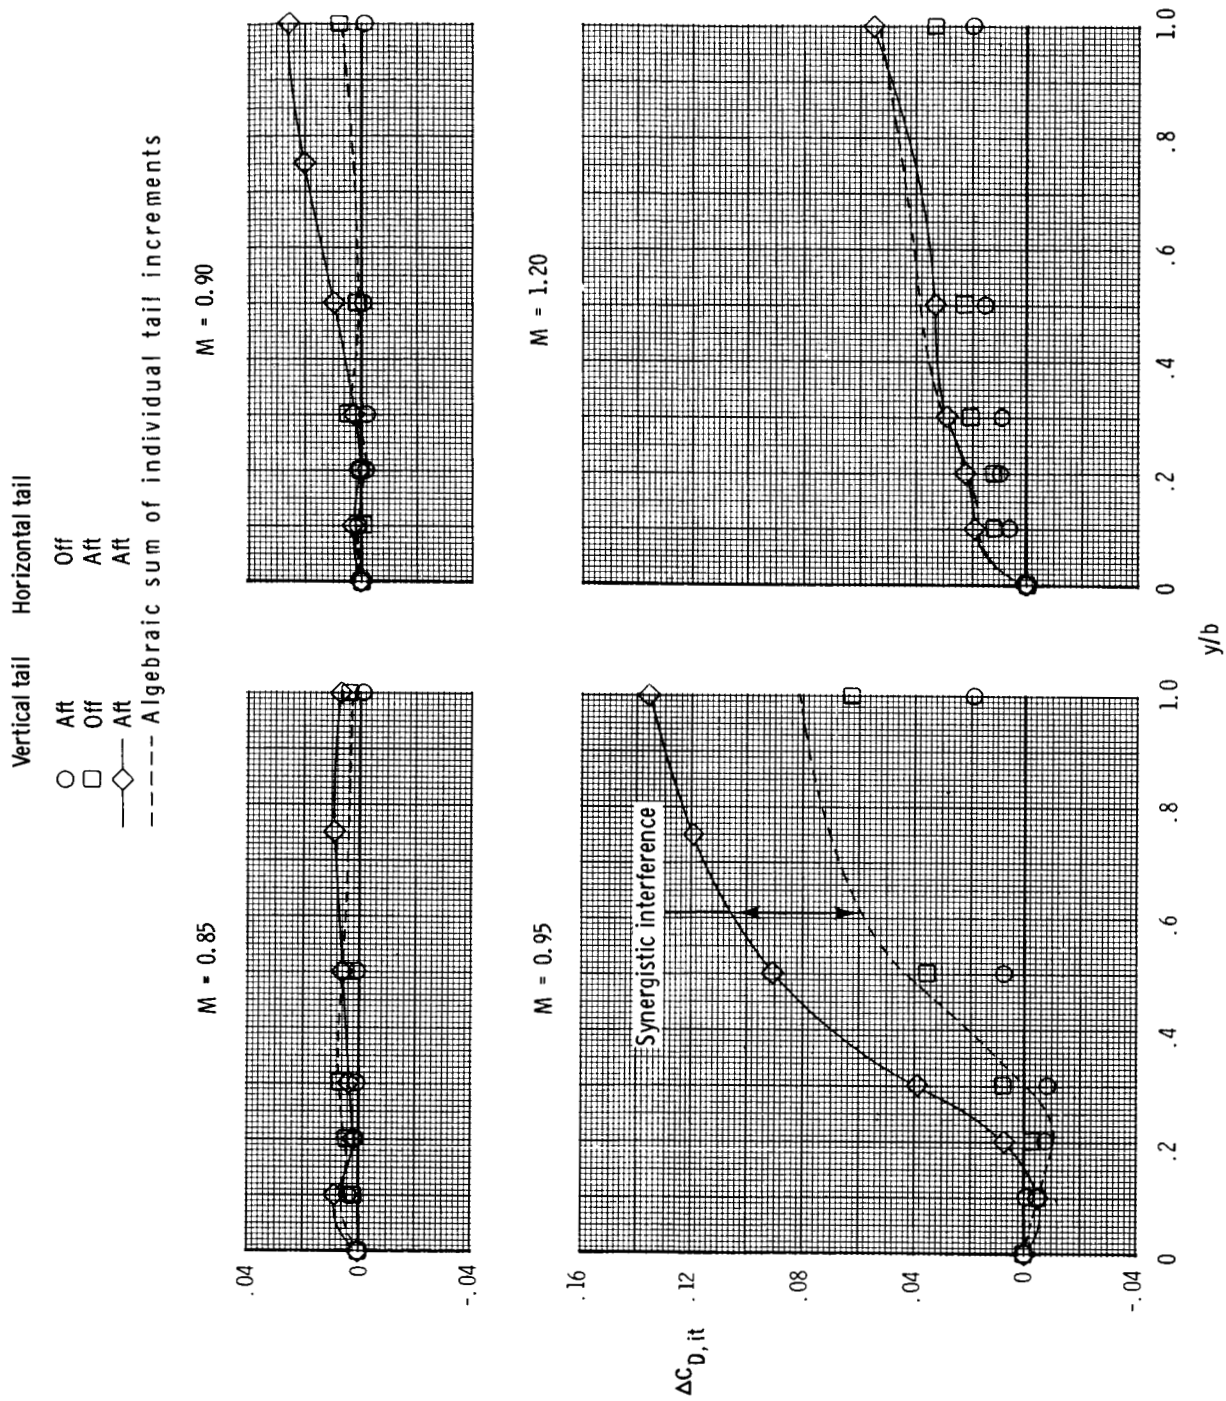 Vertical tail Horizontal tail
Aft Off
Off Aft
Aft Aft
Algebraic sum of individual tail increments
M = 0.85
M = 0.90
.04
0
-.04
M = 0.95
M = 1.20
Synergistic interference
.16
.12
.08
.04
0
-.04
ΔC_D, it
0 .2 .4 .6 .8 1.0
0 .2 .4 .6 .8 1.0
y/b